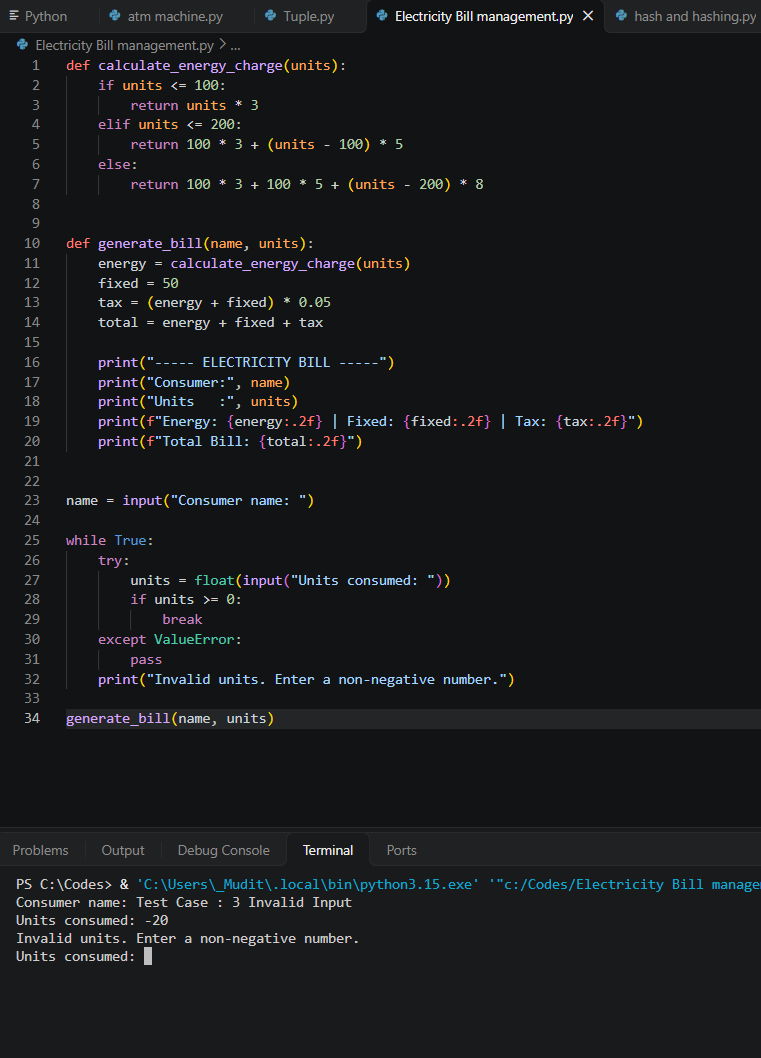 Python atm machine.py Tuple.py Electricity Bill management.py hash and hashing.py
Electricity Bill management.py > ...
1 def calculate_energy_charge(units):
2     if units <= 100:
3         return units * 3
4     elif units <= 200:
5         return 100 * 3 + (units - 100) * 5
6     else:
7         return 100 * 3 + 100 * 5 + (units - 200) * 8
8
9
10 def generate_bill(name, units):
11     energy = calculate_energy_charge(units)
12     fixed = 50
13     tax = (energy + fixed) * 0.05
14     total = energy + fixed + tax
15
16     print("----- ELECTRICITY BILL -----")
17     print("Consumer:", name)
18     print("Units   :", units)
19     print(f"Energy: {energy:.2f} | Fixed: {fixed:.2f} | Tax: {tax:.2f}")
20     print(f"Total Bill: {total:.2f}")
21
22
23 name = input("Consumer name: ")
24
25 while True:
26     try:
27         units = float(input("Units consumed: "))
28         if units >= 0:
29             break
30     except ValueError:
31         pass
32     print("Invalid units. Enter a non-negative number.")
33
34 generate_bill(name, units)
Problems Output Debug Console Terminal Ports
PS C:\Codes> & 'C:\Users\_Mudit\.local\bin\python3.15.exe' '"c:/Codes/Electricity Bill manage
Consumer name: Test Case : 3 Invalid Input
Units consumed: -20
Invalid units. Enter a non-negative number.
Units consumed: